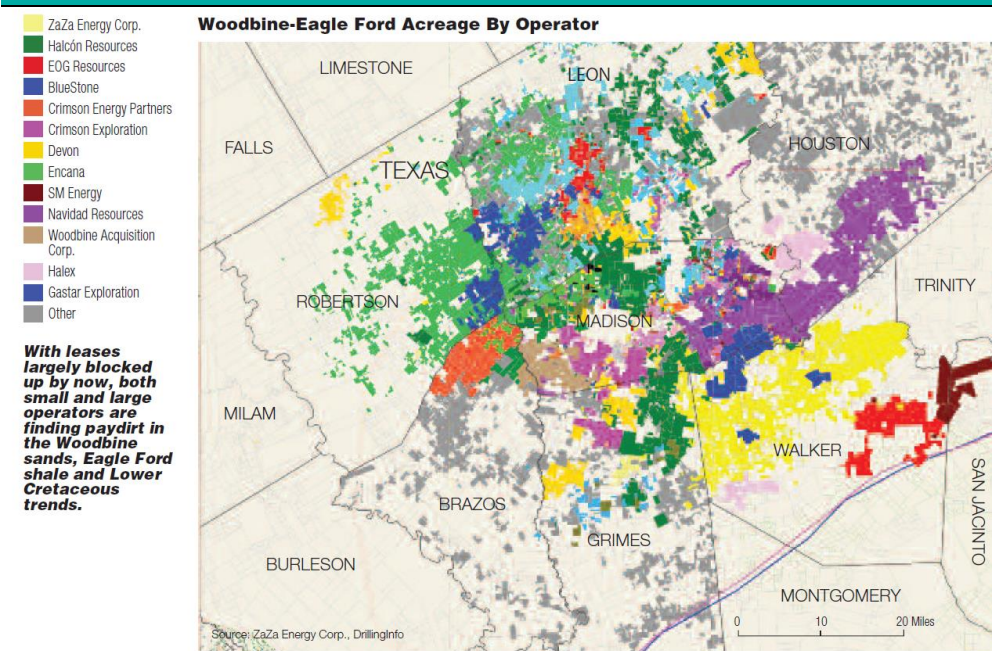 Woodbine-Eagle Ford Acreage By Operator
ZaZa Energy Corp.
Halcón Resources
EOG Resources
BlueStone
Crimson Energy Partners
Crimson Exploration
Devon
Encana
SM Energy
Navidad Resources
Woodbine Acquisition
Corp.
Halex
Gastar Exploration
Other
With leases
largely blocked
up by now, both
small and large
operators are
finding paydirt in
the Woodbine
sands, Eagle Ford
shale and Lower
Cretaceous
trends.
LIMESTONE
LEON
FALLS
HOUSTON
TEXAS
TRINITY
ROBERTSON
MADISON
MILAM
WALKER
BRAZOS
SAN JACINTO
GRIMES
BURLESON
MONTGOMERY
0 10 20 Miles
Source: ZaZa Energy Corp., DrillingInfo